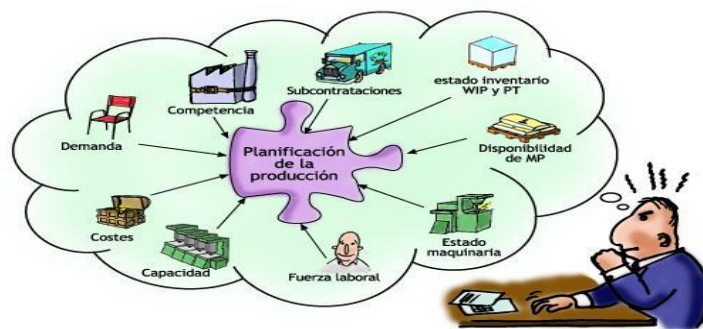 Subcontrataciones
estado inventario
WIP y PT
Competencia
Demanda
Planificación
de la
producción
Disponibilidad
de MP
Costes
Capacidad
Fuerza laboral
Estado
maquinaria